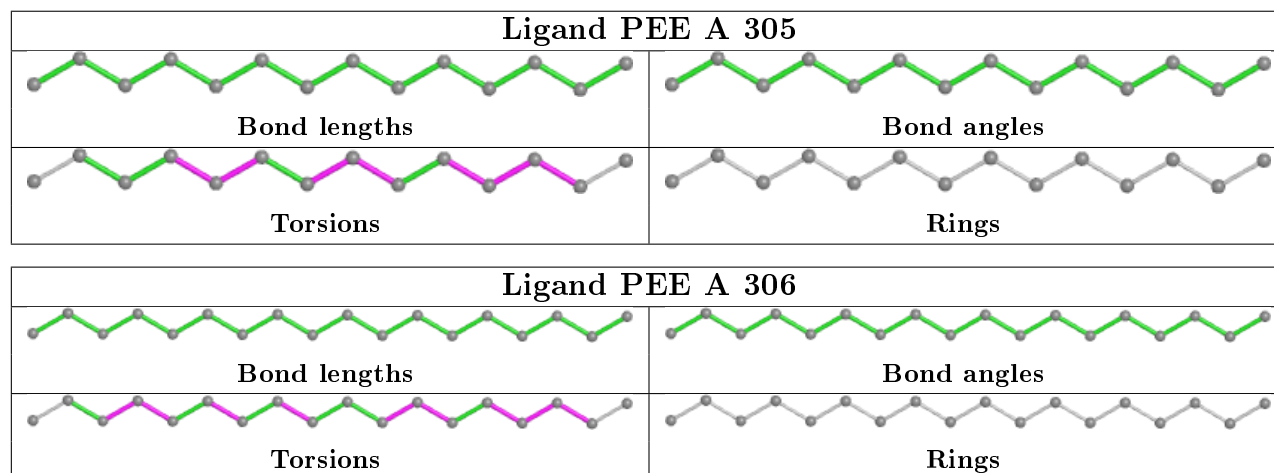 Ligand PEE A 305
Bond lengths
Bond angles
Torsions
Rings
Ligand PEE A 306
Bond lengths
Bond angles
Torsions
Rings